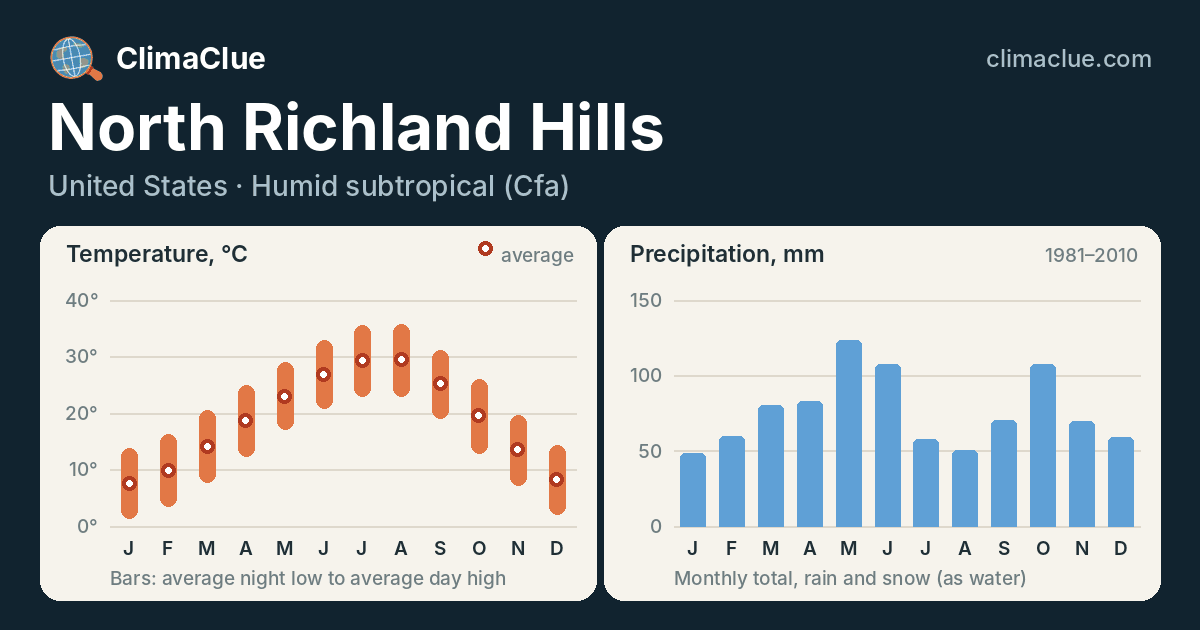 ClimaClue
climaclue.com
North Richland Hills
United States · Humid subtropical (Cfa)
Temperature, °C
average
40°
30°
20°
10°
0°
J F M A M J J A S O N D
Bars: average night low to average day high
Precipitation, mm
1981–2010
150
100
50
0
J F M A M J J A S O N D
Monthly total, rain and snow (as water)